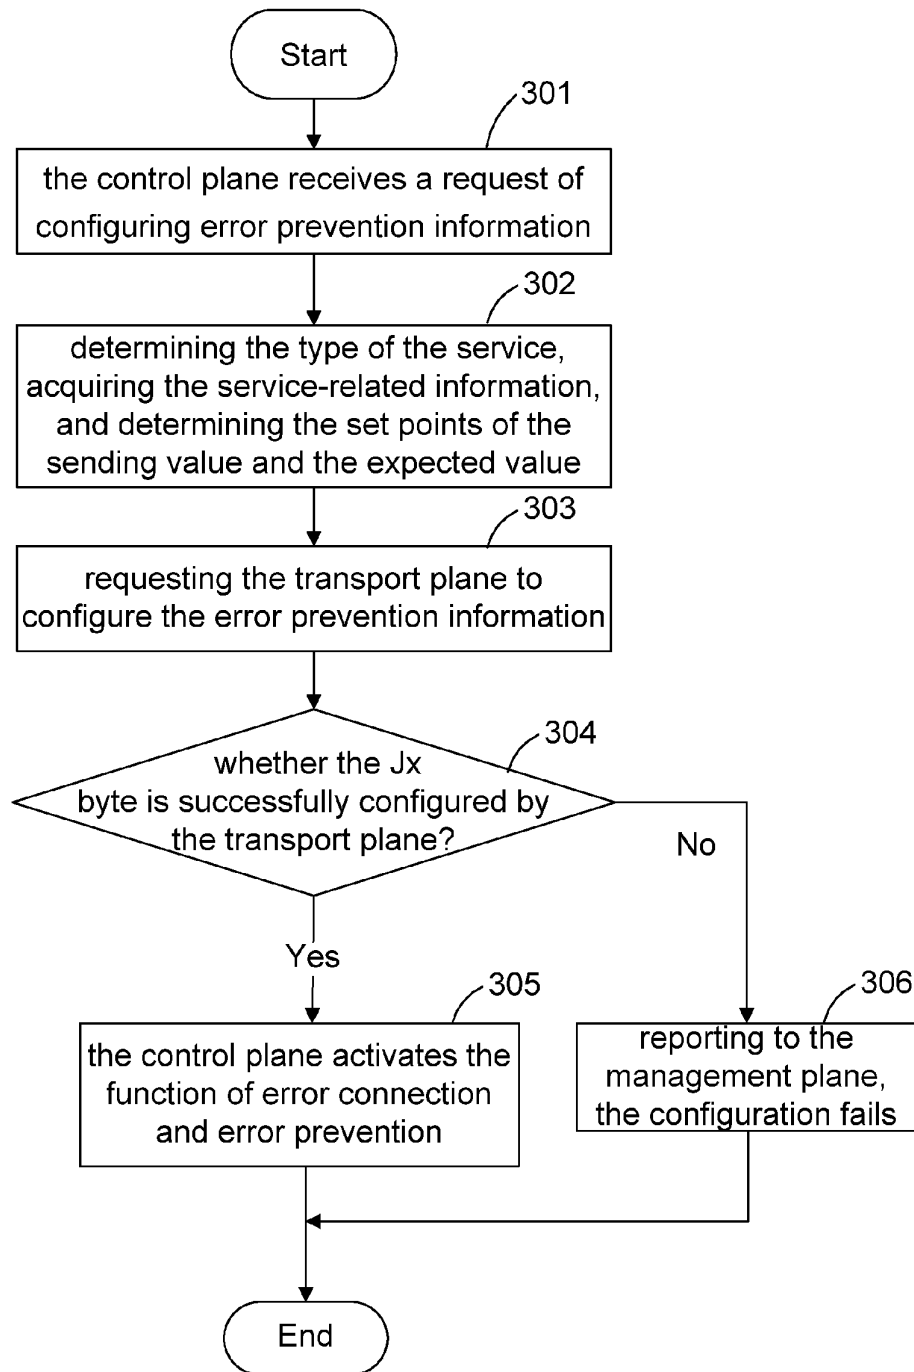 Start
301
the control plane receives a request of
configuring error prevention information
302
determining the type of the service,
acquiring the service-related information,
and determining the set points of the
sending value and the expected value
303
requesting the transport plane to
configure the error prevention information
304
whether the Jx
byte is successfully configured by
the transport plane?
No
Yes
305
the control plane activates the
function of error connection
and error prevention
306
reporting to the
management plane,
the configuration fails
End